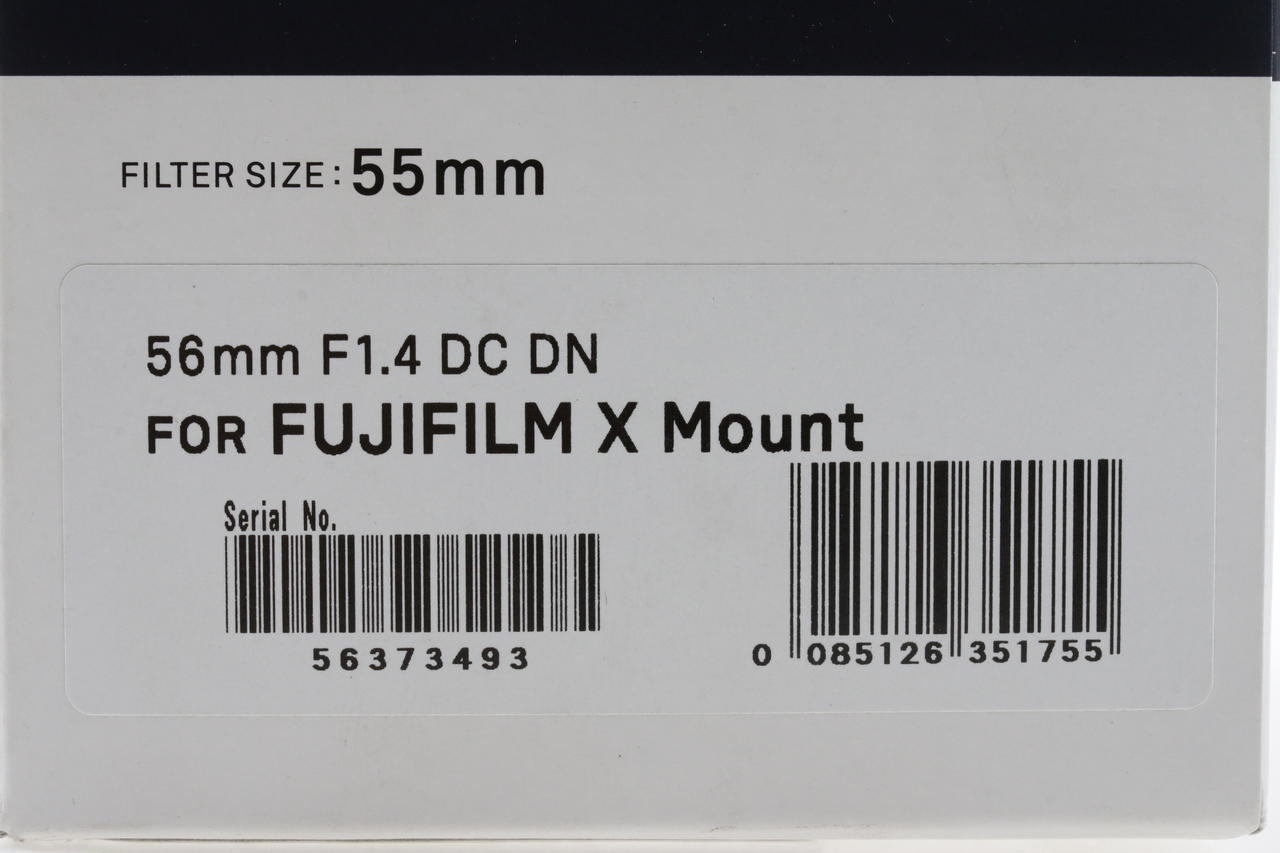 FILTER SIZE: 55mm
56mm F1.4 DC DN
FOR FUJIFILM X Mount
Serial No.
56373493
0 085126 351755